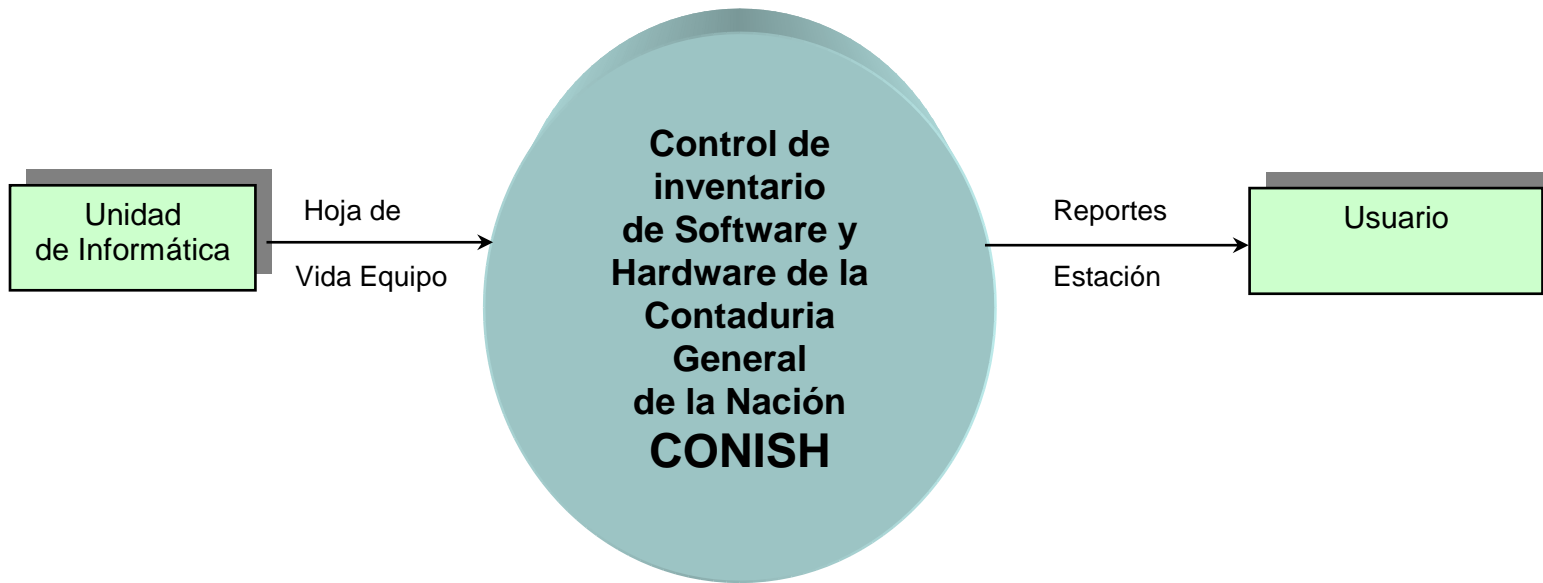 Unidad
de Informática
Hoja de
Vida Equipo
Control de
inventario
de Software y
Hardware de la
Contaduria
General
de la Nación
CONISH
Reportes
Estación
Usuario